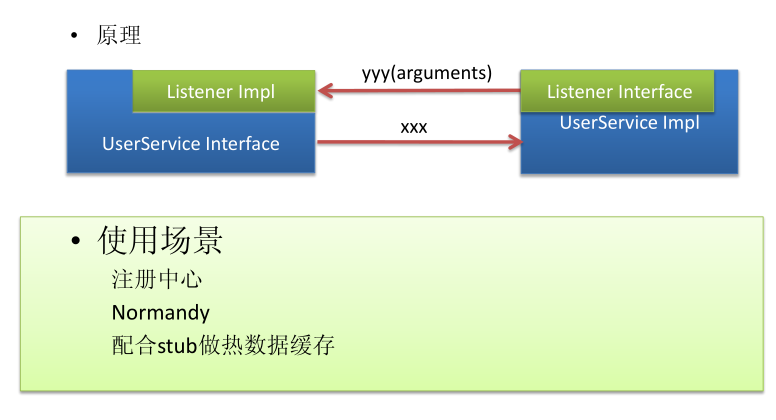 • 原理
yyy(arguments)
Listener Impl
Listener Interface
UserService Interface
xxx
UserService Impl
• 使用场景
注册中心
Normandy
配合stub做热数据缓存